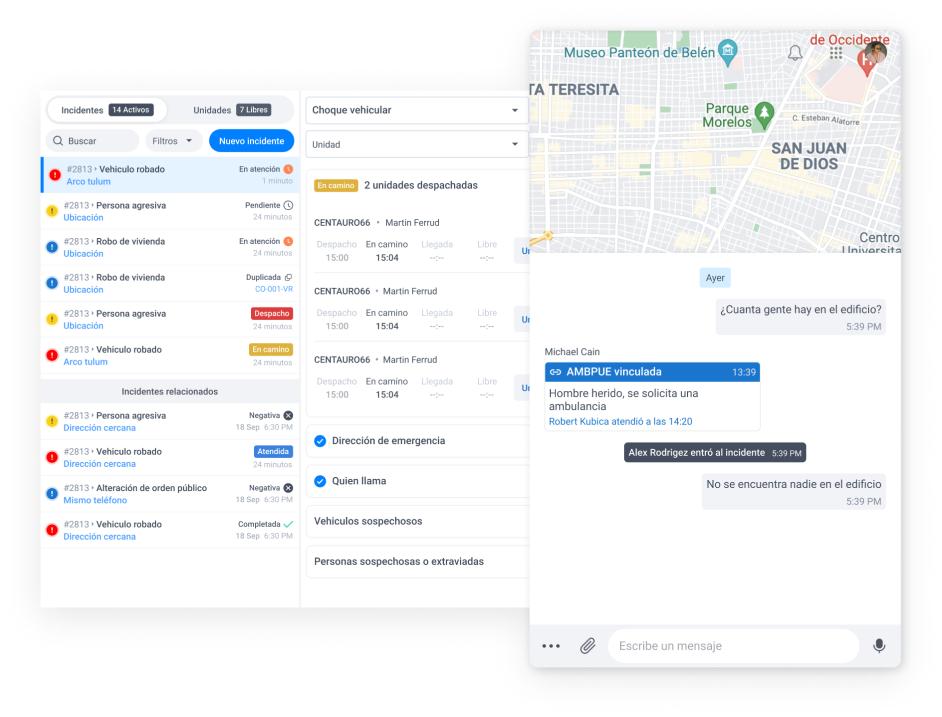 Incidentes 14 Activos
Unidades 7 Libres
Buscar
Filtros
Nuevo incidente
#2813 Vehiculo robado
En atención
Arco tulum
1 minuto
#2813 Persona agresiva
Pendiente
Ubicación
24 minutos
#2813 Robo de vivienda
En atención
Ubicación
24 minutos
#2813 Robo de vivienda
Duplicada
Ubicación
CO-001-VR
#2813 Persona agresiva
Despacho
Ubicación
24 minutos
#2813 Vehiculo robado
En camino
Arco tulum
24 minutos
Incidentes relacionados
#2813 Persona agresiva
Negativa
Dirección cercana
18 Sep 6:30 PM
#2813 Vehiculo robado
Atendida
Dirección cercana
24 minutos
#2813 Alteración de orden público
Negativa
Mismo teléfono
18 Sep 6:30 PM
#2813 Vehiculo robado
Completada
Dirección cercana
18 Sep 6:30 PM
Choque vehicular
Unidad
En camino 2 unidades despachadas
CENTAURO66 • Martin Ferrud
Despacho En camino Llegada Libre
15:00 15:04 --:-- --:--
Un
CENTAURO66 • Martin Ferrud
Despacho En camino Llegada Libre
15:00 15:04 --:-- --:--
Un
CENTAURO66 • Martin Ferrud
Despacho En camino Llegada Libre
15:00 15:04 --:-- --:--
Un
Dirección de emergencia
Quien llama
Vehiculos sospechosos
Personas sospechosas o extraviadas
de Occidente
H
Museo Panteón de Belén
TA TERESITA
Parque
Morelos
C. Esteban Alatorre
SAN JUAN
DE DIOS
Centro
Universita
Ayer
¿Cuanta gente hay en el edificio?
5:39 PM
Michael Cain
AMBPUE vinculada 13:39
Hombre herido, se solicita una
ambulancia
Robert Kubica atendió a las 14:20
Alex Rodrigez entró al incidente 5:39 PM
No se encuentra nadie en el edificio
5:39 PM
Escribe un mensaje